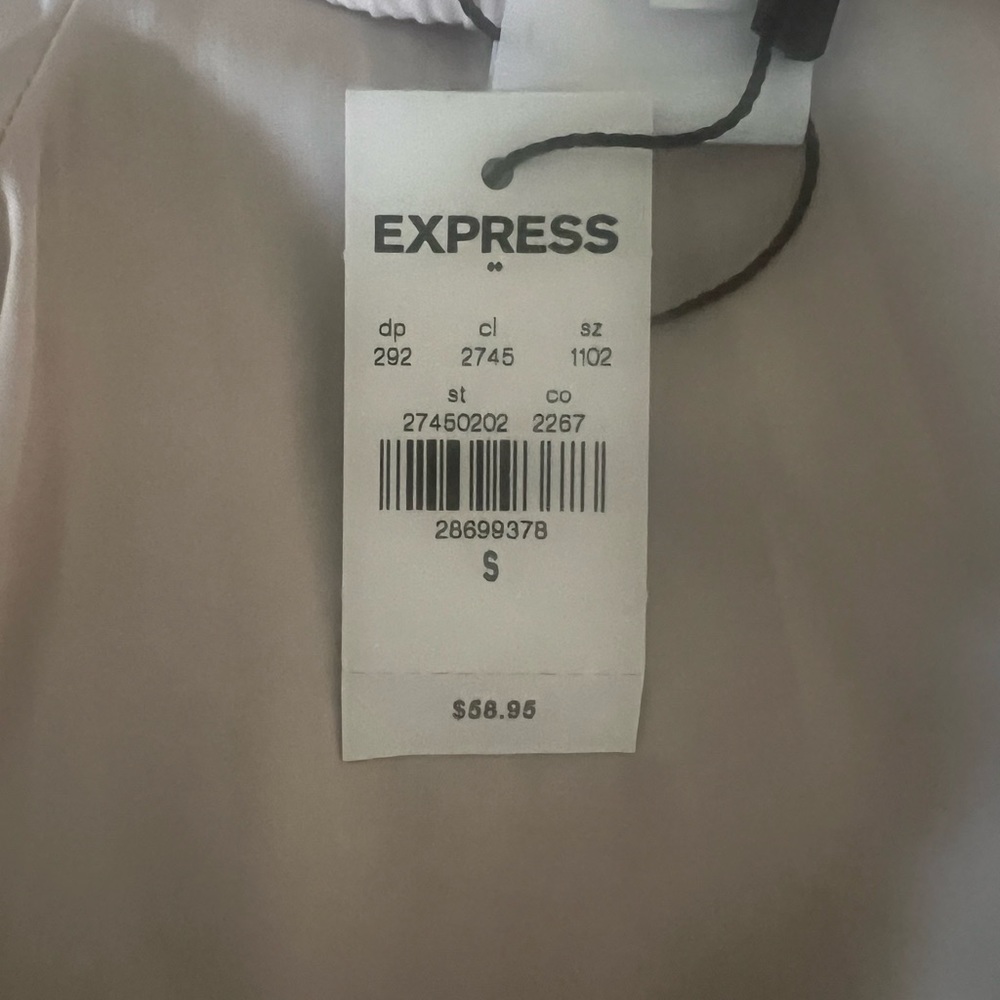 EXPRESS
dp cl sz
292 2745 1102
st co
27450202 2267
28699378
S
$58.95